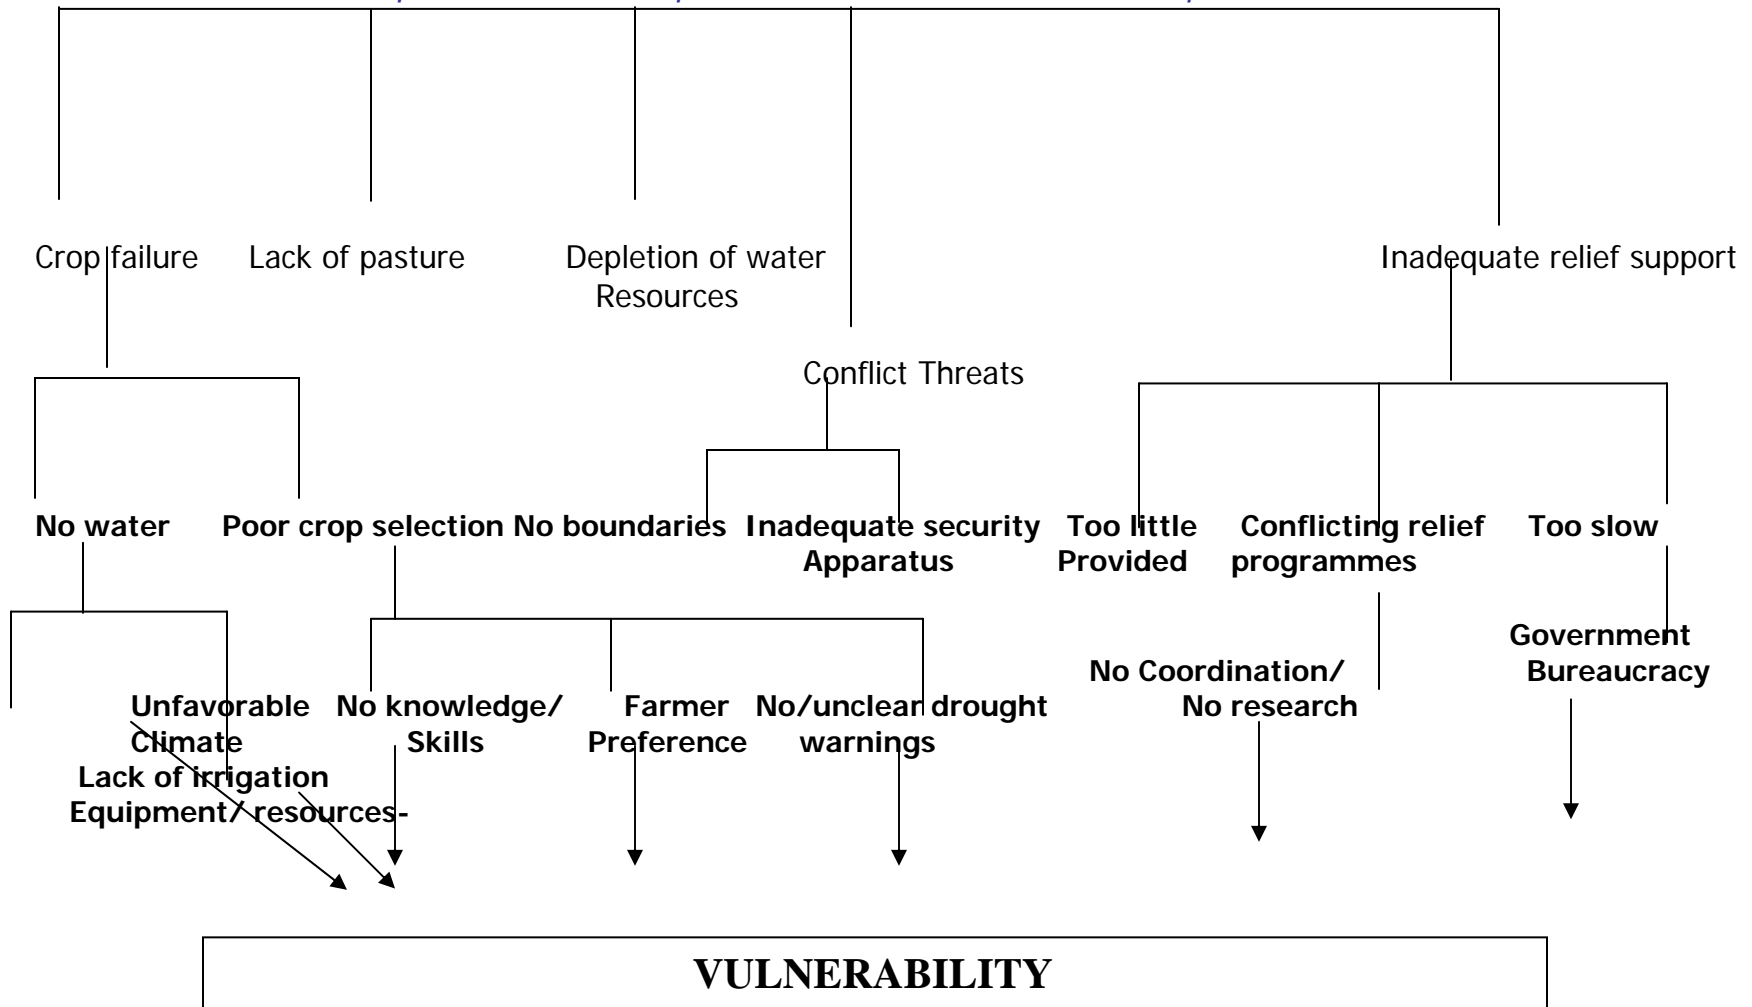 Crop failure
Lack of pasture
Depletion of water
Resources
Inadequate relief support
Conflict Threats
No water
Poor crop selection
No boundaries
Inadequate security
Apparatus
Too little
Provided
Conflicting relief
programmes
Too slow
Government
Bureaucracy
No Coordination/
No research
Unfavorable
Climate
No knowledge/
Skills
Farmer
Preference
No/unclear drought
warnings
Lack of irrigation
Equipment/ resources-
VULNERABILITY